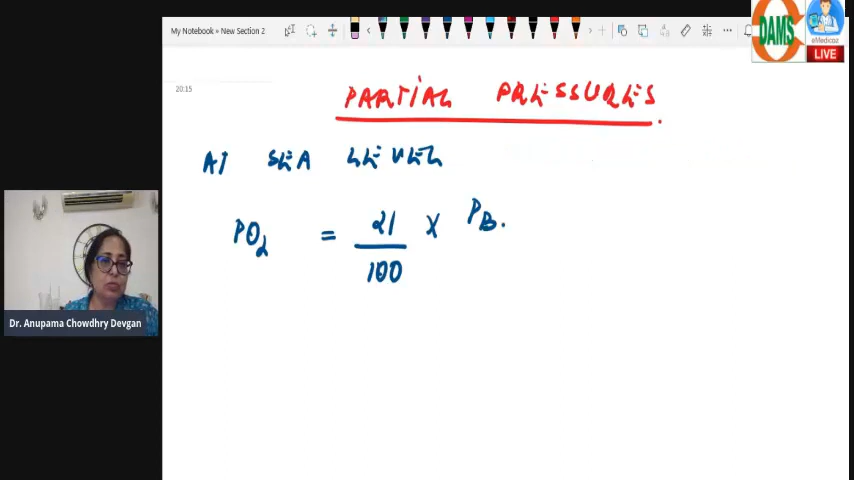 My Notebook » New Section 2
DAMS
eMedicoz
LIVE
20:15
PARTIAL PRESSURES.
AT SEA LEVEL
PO2 = 21/100 X PB.
Dr. Anupama Chowdhry Devgan